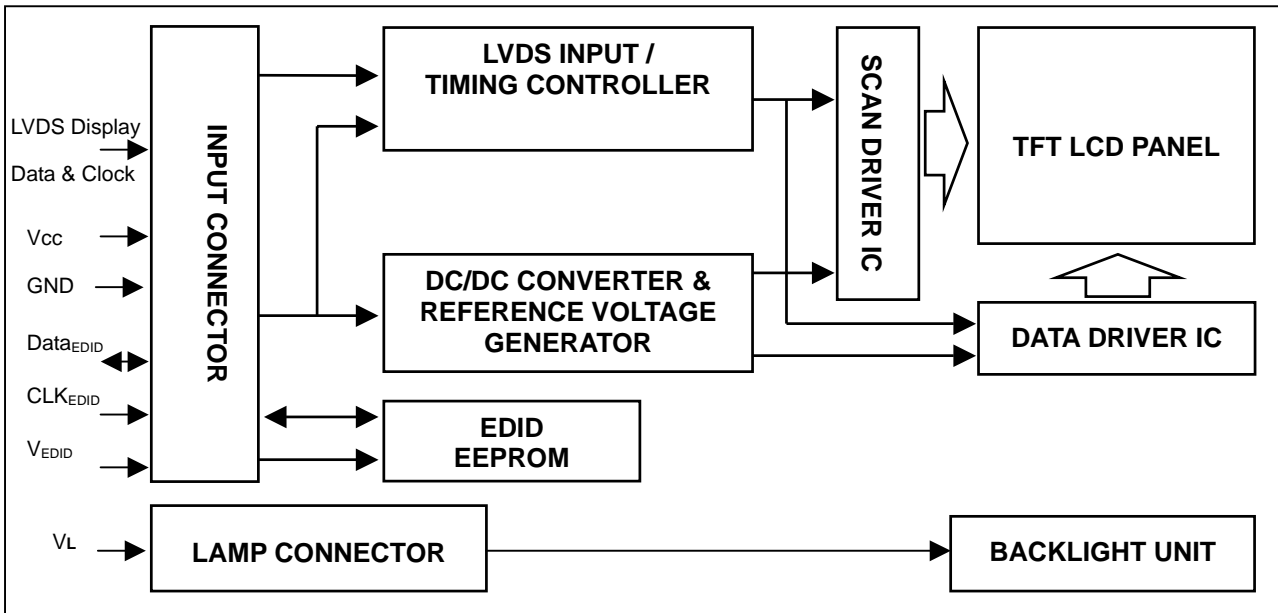 LVDS Display
Data & Clock
Vcc
GND
DataEDID
CLKEDID
VEDID
VL
INPUT CONNECTOR
LVDS INPUT /
TIMING CONTROLLER
DC/DC CONVERTER &
REFERENCE VOLTAGE
GENERATOR
EDID
EEPROM
SCAN DRIVER IC
TFT LCD PANEL
DATA DRIVER IC
LAMP CONNECTOR
BACKLIGHT UNIT